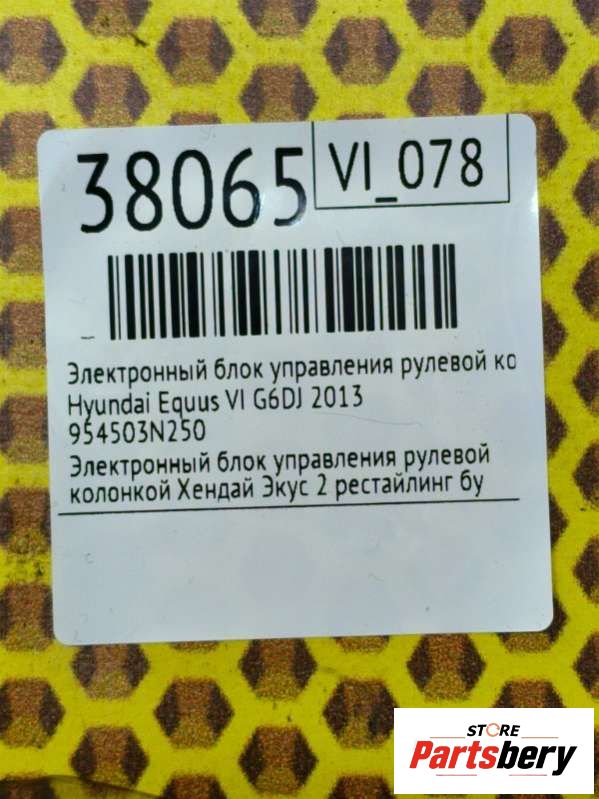 38065
VI_078
Электронный блок управления рулевой ко
Hyundai Equus VI G6DJ 2013
954503N250
Электронный блок управления рулевой
колонкой Хендай Экус 2 рестайлинг бу
STORE
Partsbery